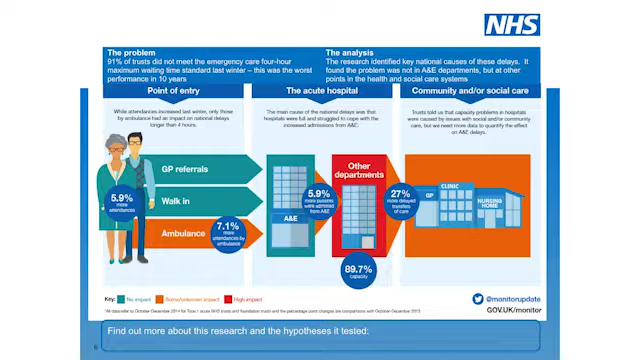 NHS
The problem
91% of trusts did not meet the emergency care four-hour
maximum waiting time standard last winter – this was the worst
performance in 10 years
The analysis
The research identified key national causes of these delays. It
found the problem was not in A&E departments, but at other
points in the health and social care systems
Point of entry
While attendances increased last winter, only those
by ambulance had an impact on national delays
longer than 4 hours.
5.9%
more
attendances
GP referrals
Walk in
Ambulance
7.1%
more
attendances by
ambulance
The acute hospital
The main cause of the national delays was that
hospitals were full and struggled to cope with the
increased admissions from A&E:
A&E
5.9%
more patients
were admitted
from A&E
Other
departments
89.7%
capacity
27%
more delayed
transfers
of care
Community and/or social care
Trusts told us that capacity problems in hospitals
were caused by issues with social and/or community
care, but we need more data to quantify the effect
on A&E delays.
GP
CLINIC
NURSING
HOME
Key:
No impact
Some/unknown impact
High impact
@monitorupdate
GOV.UK/monitor
*All data refer to October-December 2014 for Type 1 acute NHS trusts and foundation trusts and the percentage point changes are comparisons with October-December 2013
Find out more about this research and the hypotheses it tested: